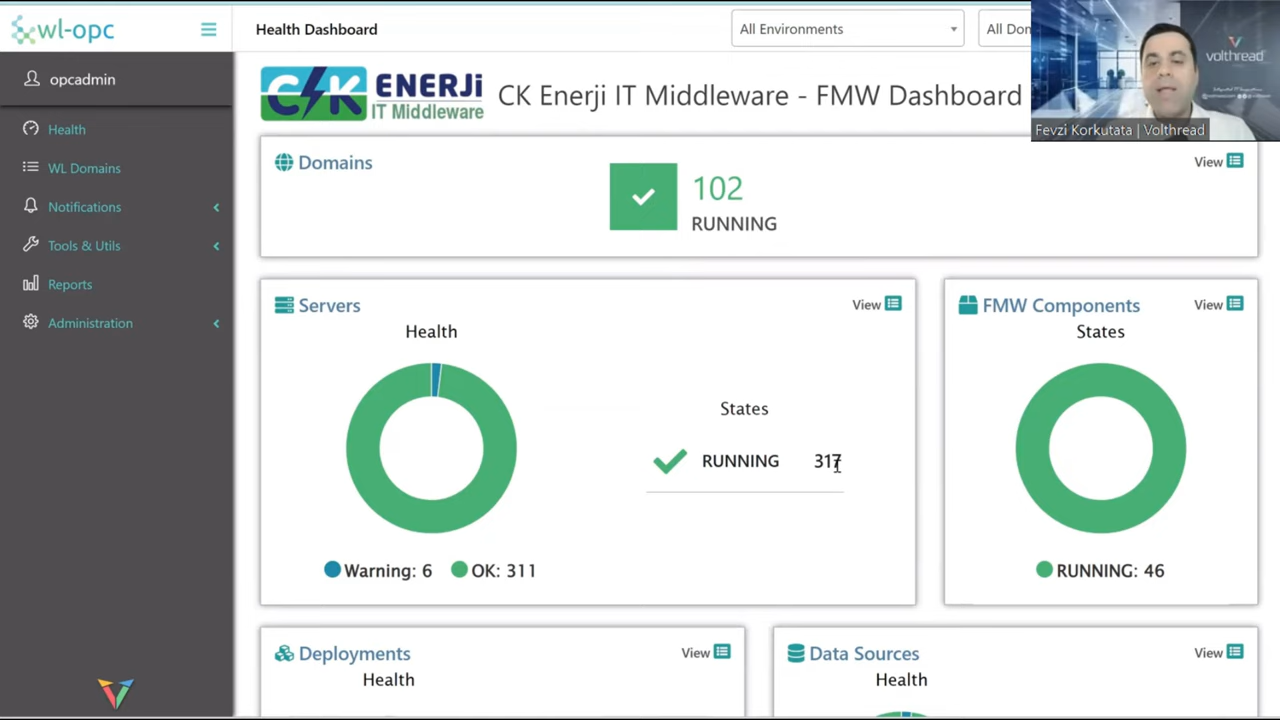 wl-opc
Health Dashboard
All Environments
All Dom
volthread
Fevzi Korkutata | Volthread
opcadmin
Health
WL Domains
Notifications
Tools & Utils
Reports
Administration
CK ENERJi
IT Middleware
CK Enerji IT Middleware - FMW Dashboard
Domains
View
102
RUNNING
Servers
View
Health
States
RUNNING 317
Warning: 6 OK: 311
FMW Components
View
States
RUNNING: 46
Deployments
View
Health
Data Sources
View
Health